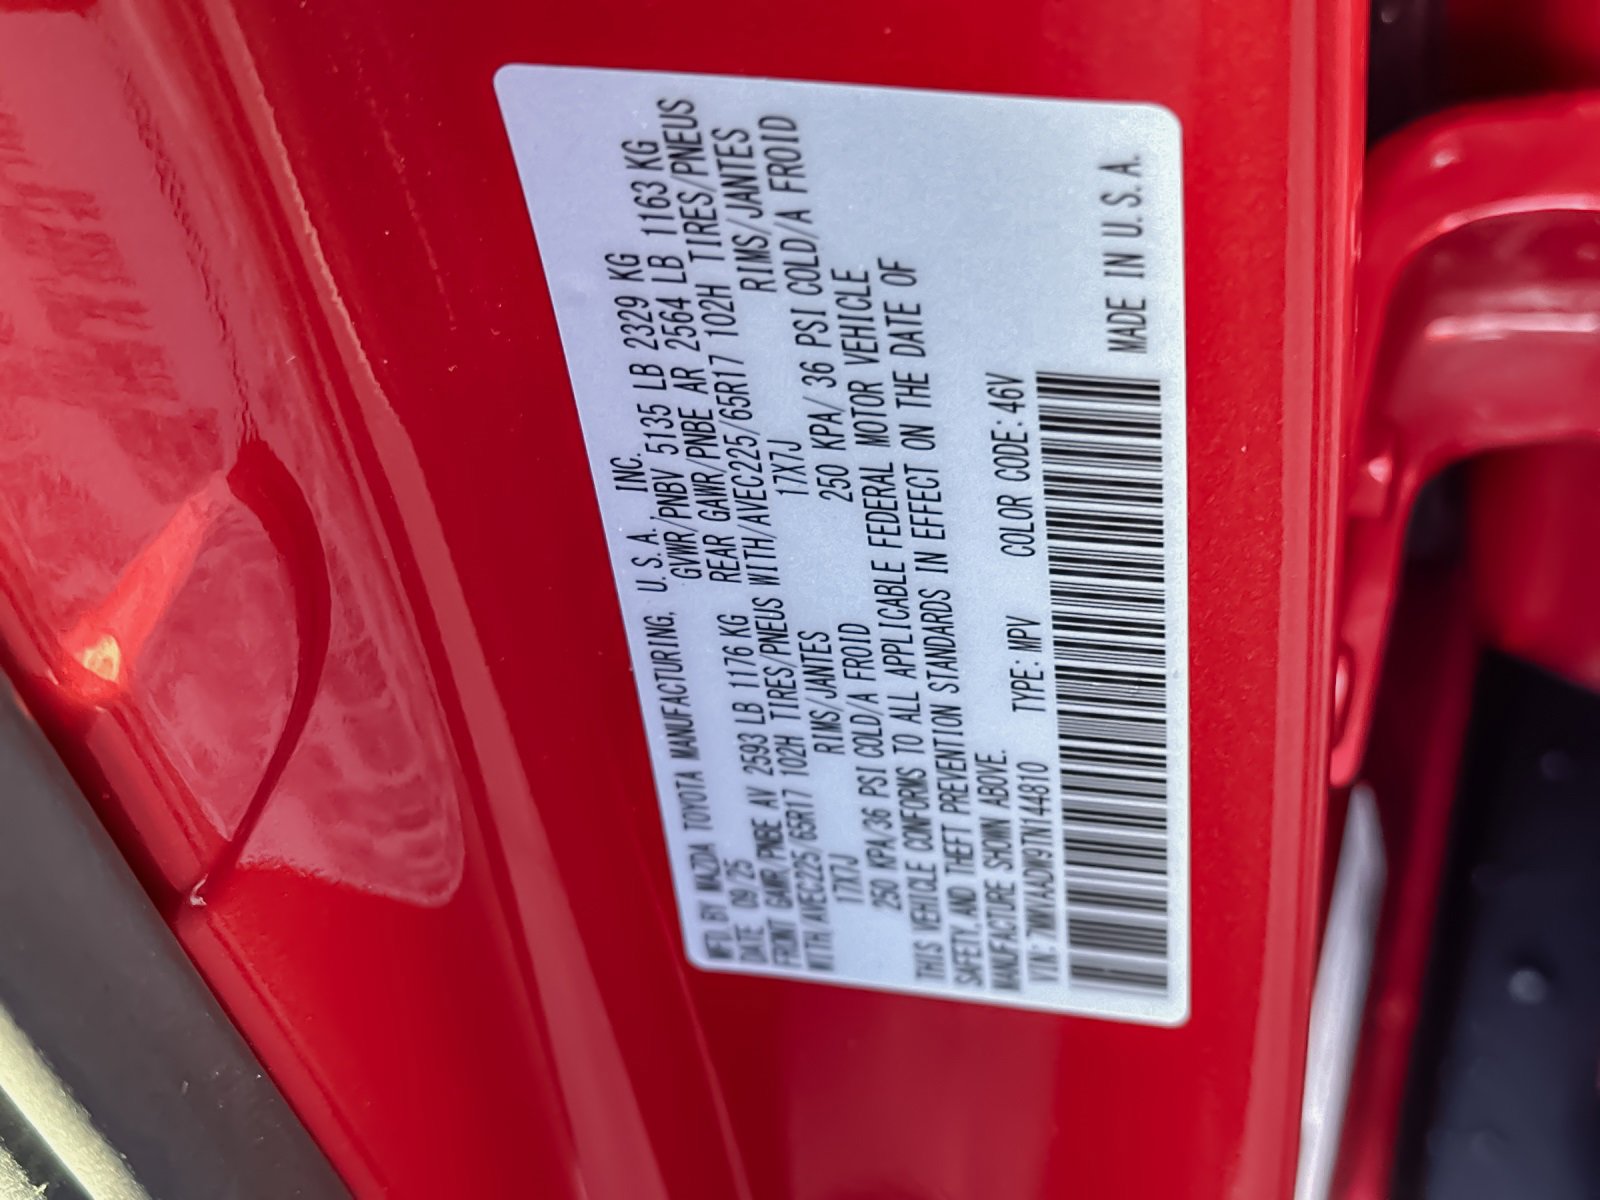 MFD. BY MAZDA TOYOTA MANUFACTURING, U.S.A. INC.
DATE 09/25 GVWR/PNBV 5135 LB 2329 KG
FRONT GAWR/PNBE AV 2593 LB 1176 KG REAR GAWR/PNBE AR 2564 LB 1163 KG
WITH/AVEC225/65R17 102H TIRES/PNEUS WITH/AVEC225/65R17 102H TIRES/PNEUS
17X7J RIMS/JANTES 17X7J RIMS/JANTES
250 KPA/36 PSI COLD/A FROID 250 KPA/ 36 PSI COLD/A FROID
THIS VEHICLE CONFORMS TO ALL APPLICABLE FEDERAL MOTOR VEHICLE
SAFETY, AND THEFT PREVENTION STANDARDS IN EFFECT ON THE DATE OF
MANUFACTURE SHOWN ABOVE.
VIN: 7MMVAADW9TN144810 TYPE: MPV COLOR CODE: 46V
MADE IN U.S.A.